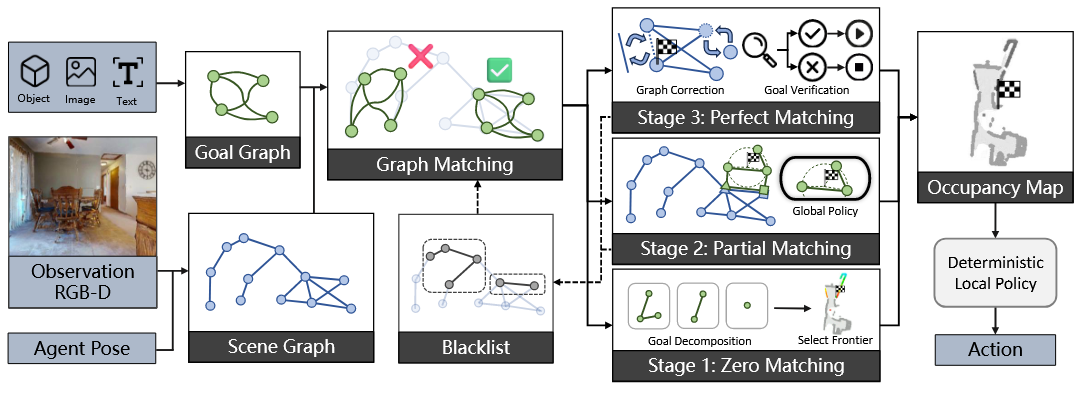 Object
Image
Text
T
Goal Graph
Observation
RGB-D
Agent Pose
Scene Graph
Graph Matching
Blacklist
Graph Correction
Goal Verification
Stage 3: Perfect Matching
Global Policy
Stage 2: Partial Matching
Goal Decomposition
Select Frontier
Stage 1: Zero Matching
Occupancy Map
Deterministic
Local Policy
Action